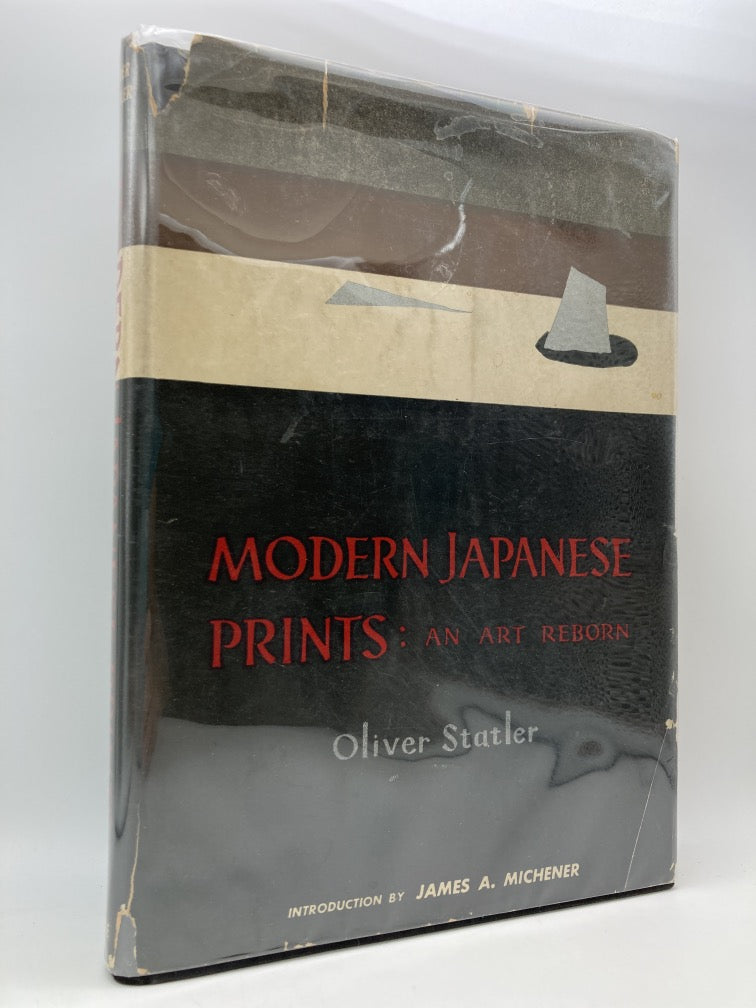 MODERN JAPANESE
PRINTS: AN ART REBORN
Oliver Statler
INTRODUCTION BY JAMES A. MICHENER